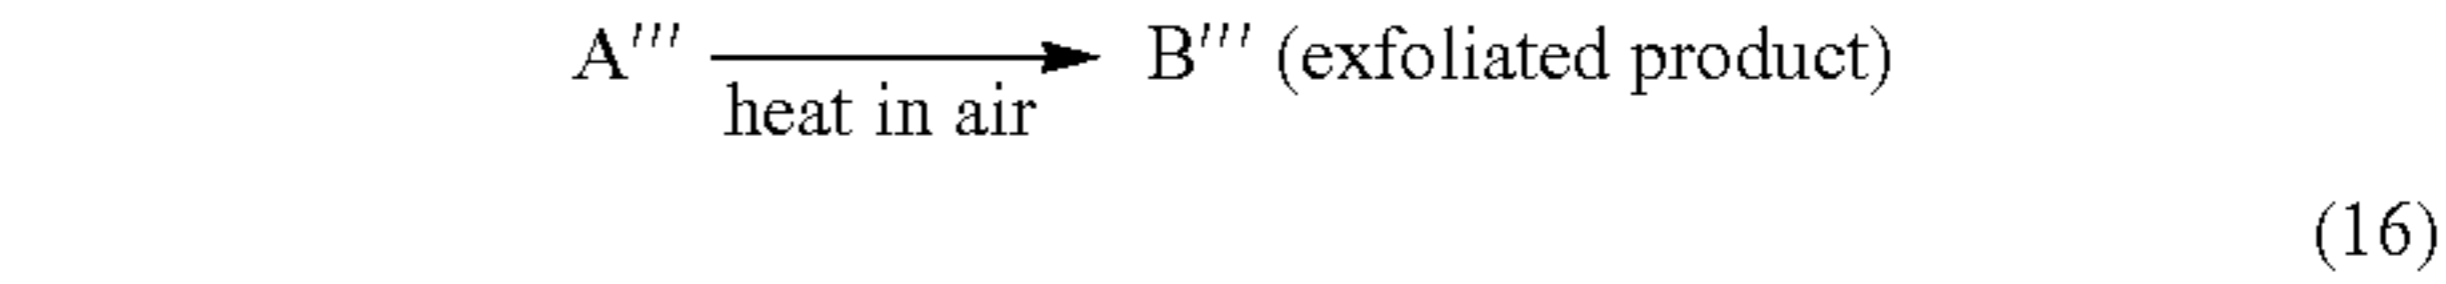 A''' ⟶ B''' (exfoliated product)
heat in air
(16)